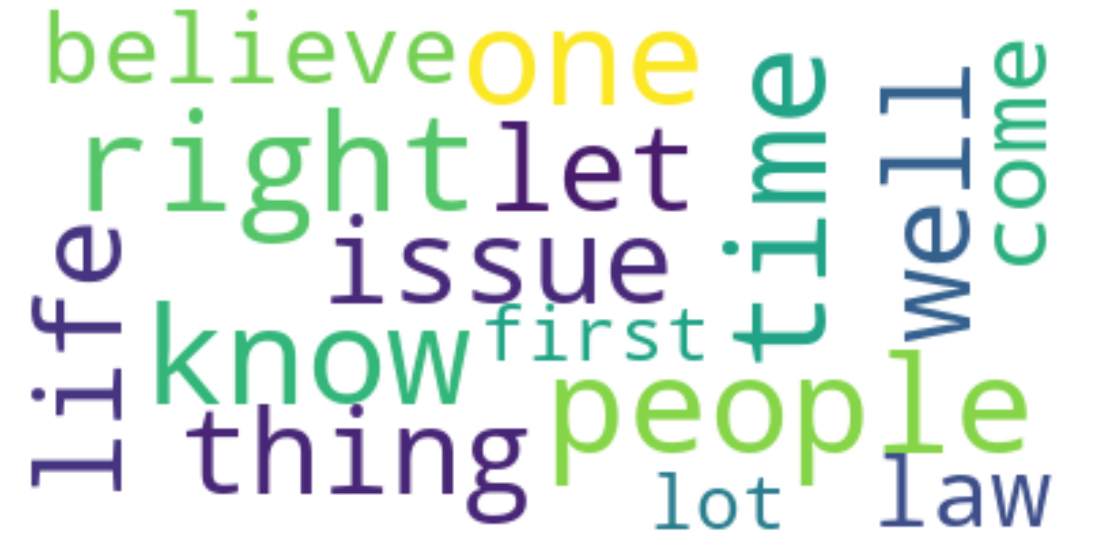 believe
one
right
let
time
well
come
life
issue
know
first
people
thing
lot
law